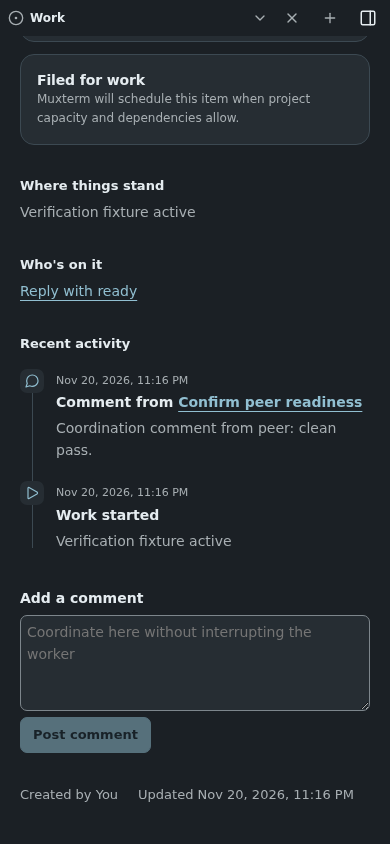 Work
Filed for work
Muxterm will schedule this item when project
capacity and dependencies allow.
Where things stand
Verification fixture active
Who's on it
Reply with ready
Recent activity
Nov 20, 2026, 11:16 PM
Comment from Confirm peer readiness
Coordination comment from peer: clean
pass.
Nov 20, 2026, 11:16 PM
Work started
Verification fixture active
Add a comment
Coordinate here without interrupting the
worker
Post comment
Created by You Updated Nov 20, 2026, 11:16 PM